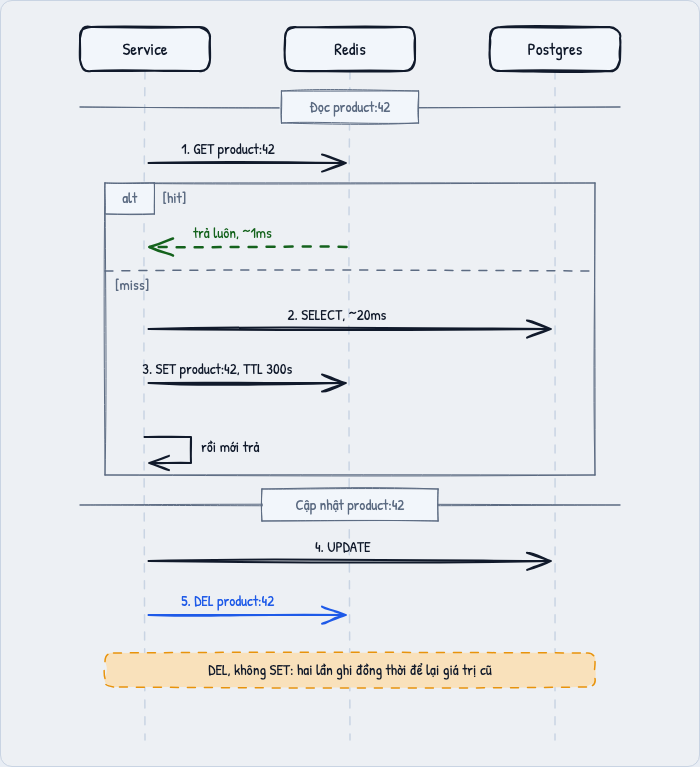 Service
Redis
Postgres
Đọc product:42
1. GET product:42
alt
[hit]
trả luôn, ~1ms
[miss]
2. SELECT, ~20ms
3. SET product:42, TTL 300s
rồi mới trả
Cập nhật product:42
4. UPDATE
5. DEL product:42
DEL, không SET: hai lần ghi đồng thời để lại giá trị cũ